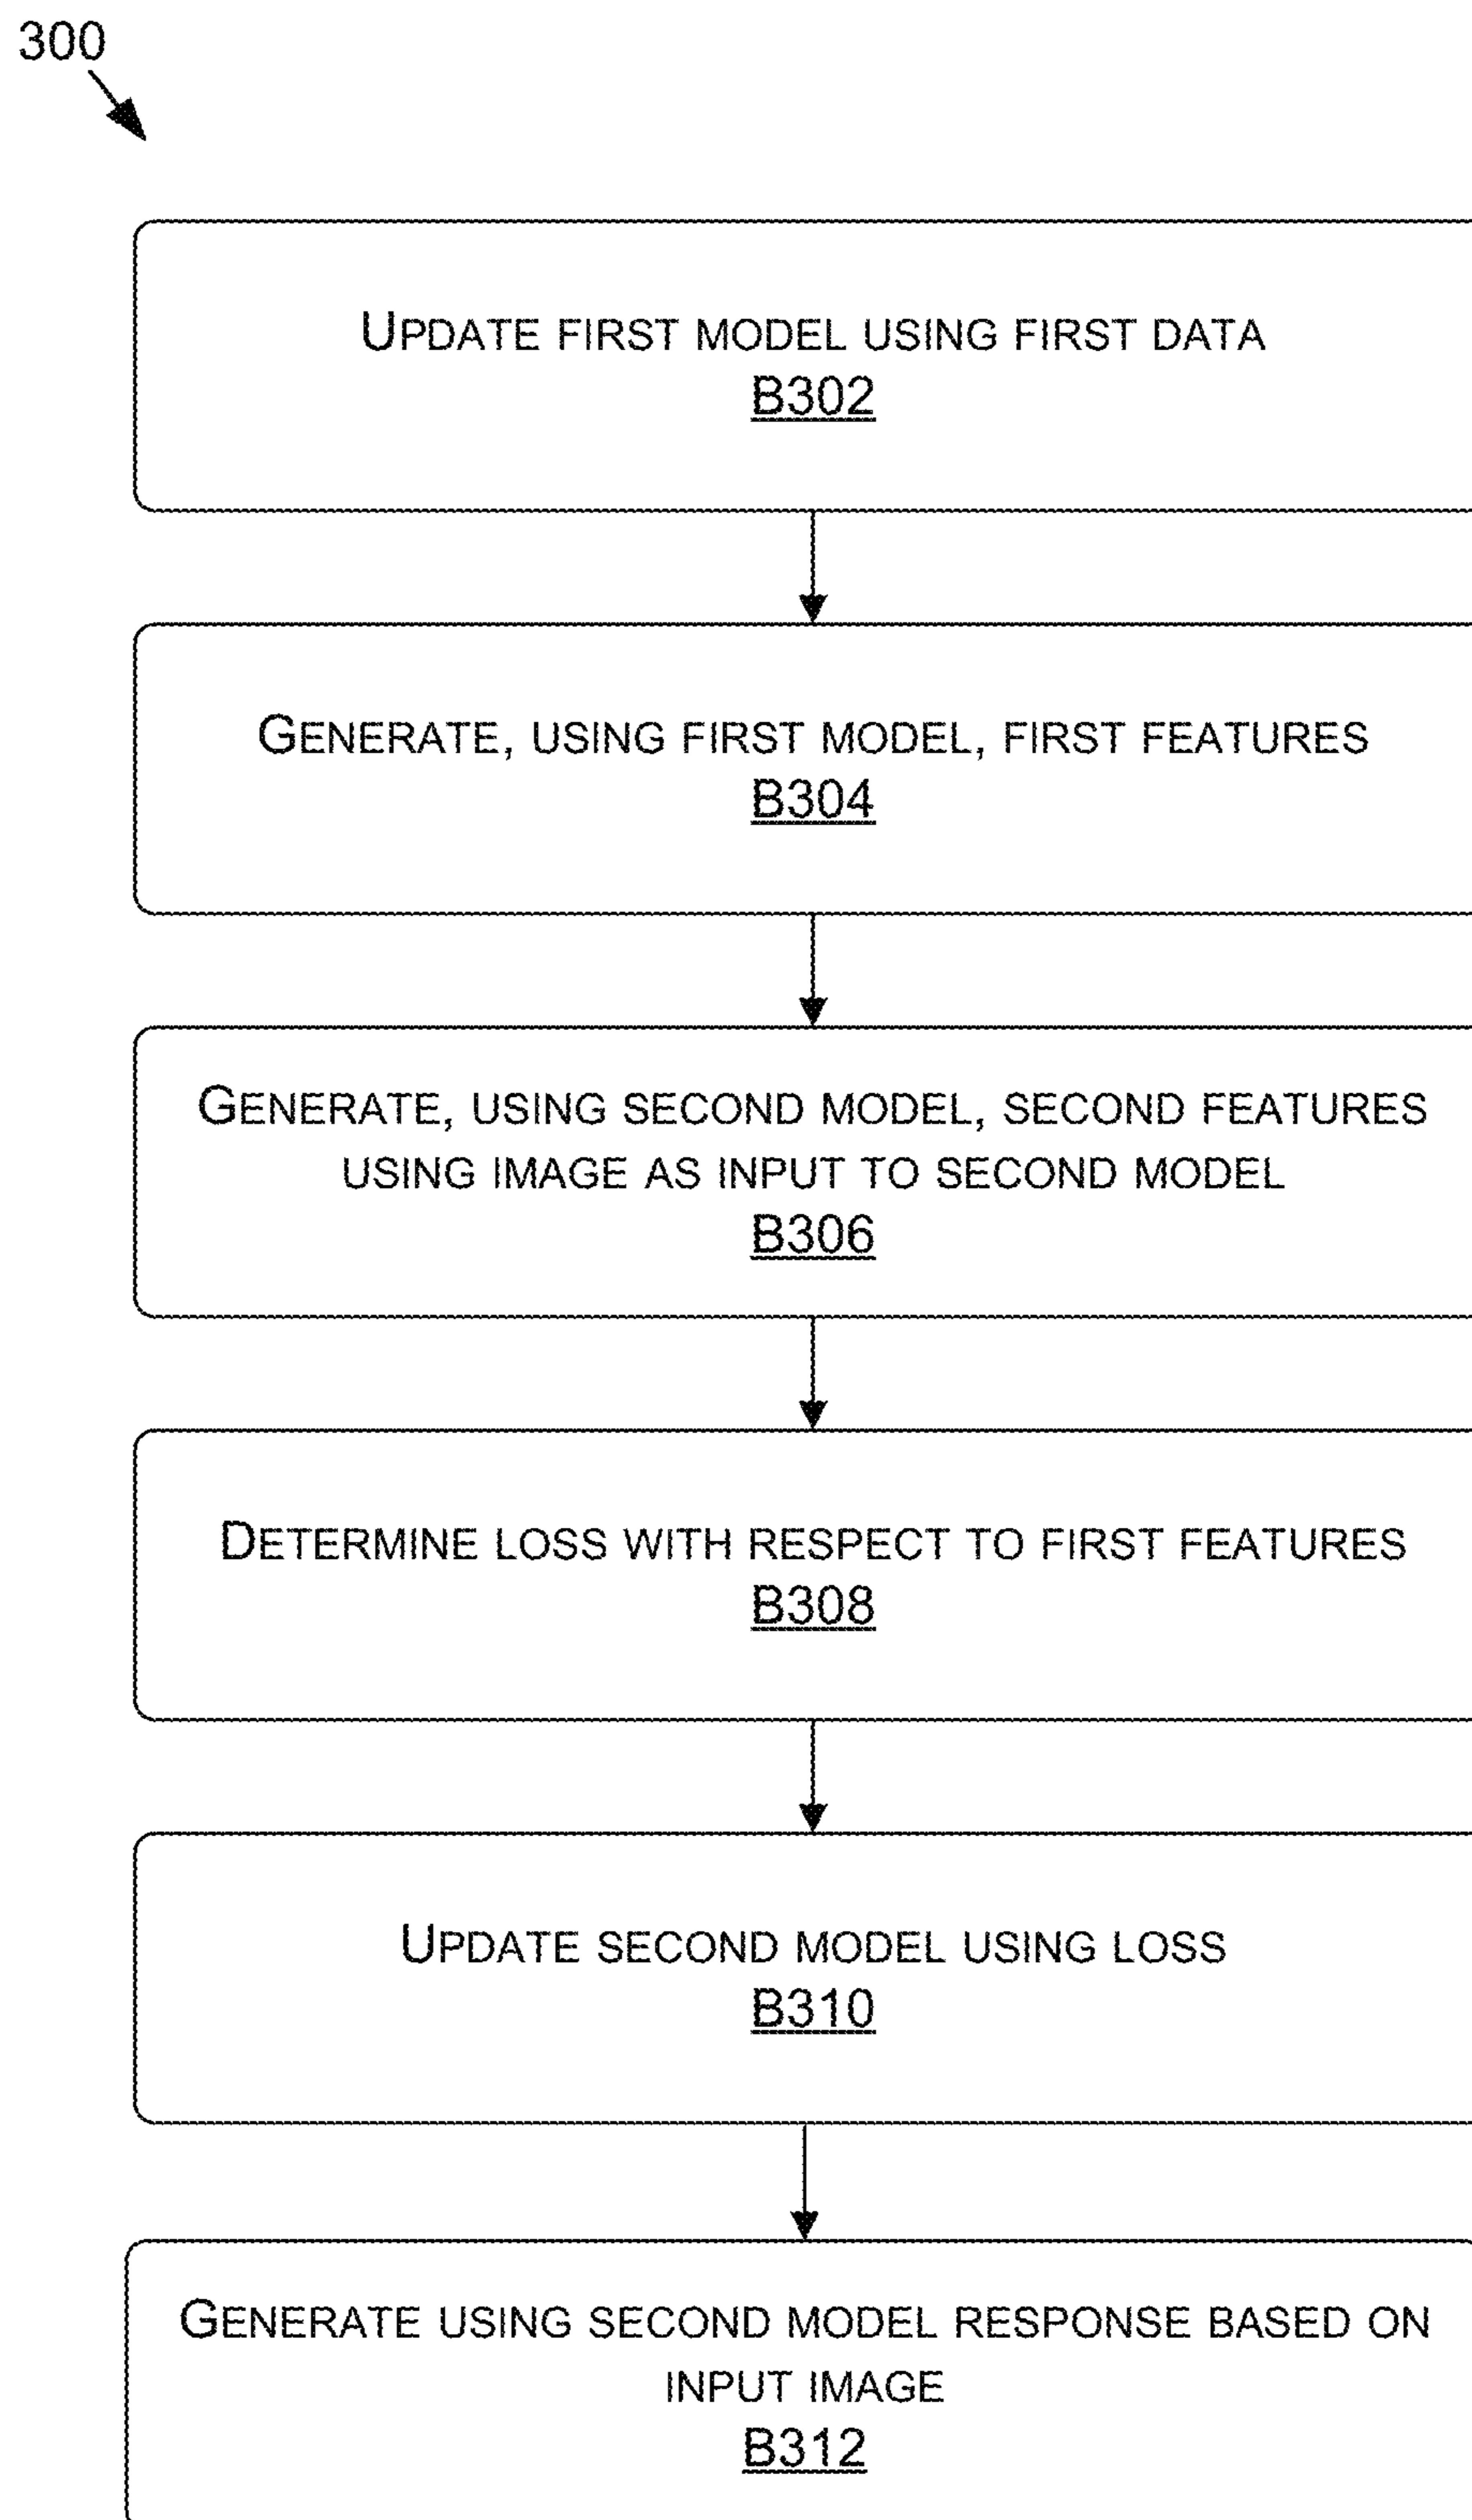 300
UPDATE FIRST MODEL USING FIRST DATA
B302
GENERATE, USING FIRST MODEL, FIRST FEATURES
B304
GENERATE, USING SECOND MODEL, SECOND FEATURES
USING IMAGE AS INPUT TO SECOND MODEL
B306
DETERMINE LOSS WITH RESPECT TO FIRST FEATURES
B308
UPDATE SECOND MODEL USING LOSS
B310
GENERATE USING SECOND MODEL RESPONSE BASED ON
INPUT IMAGE
B312